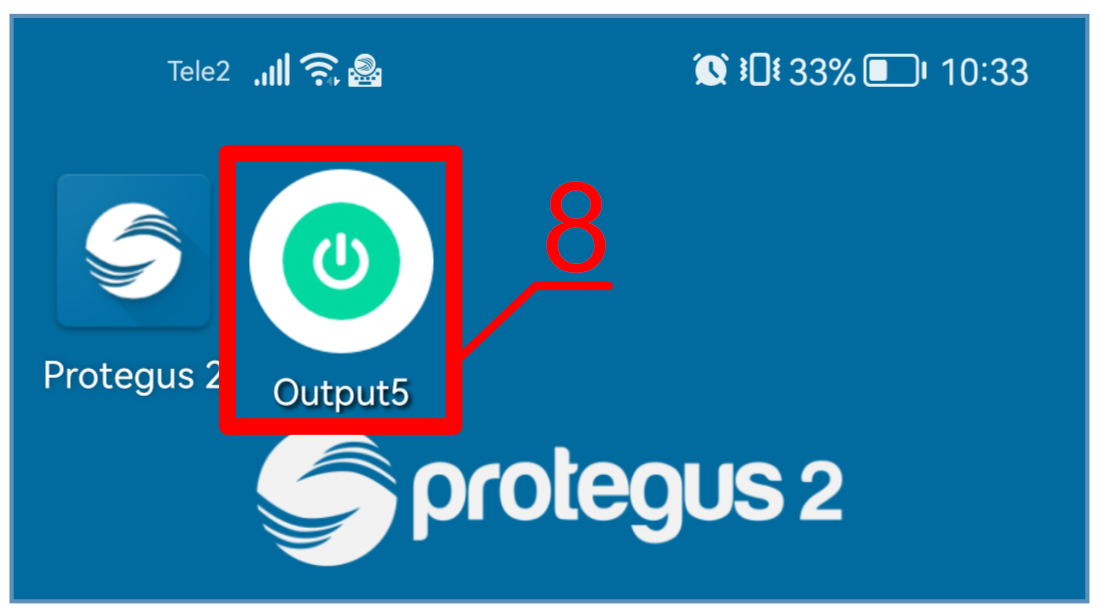 Tele2 33% 10:33
8
Protegus 2
Output5
protegus 2